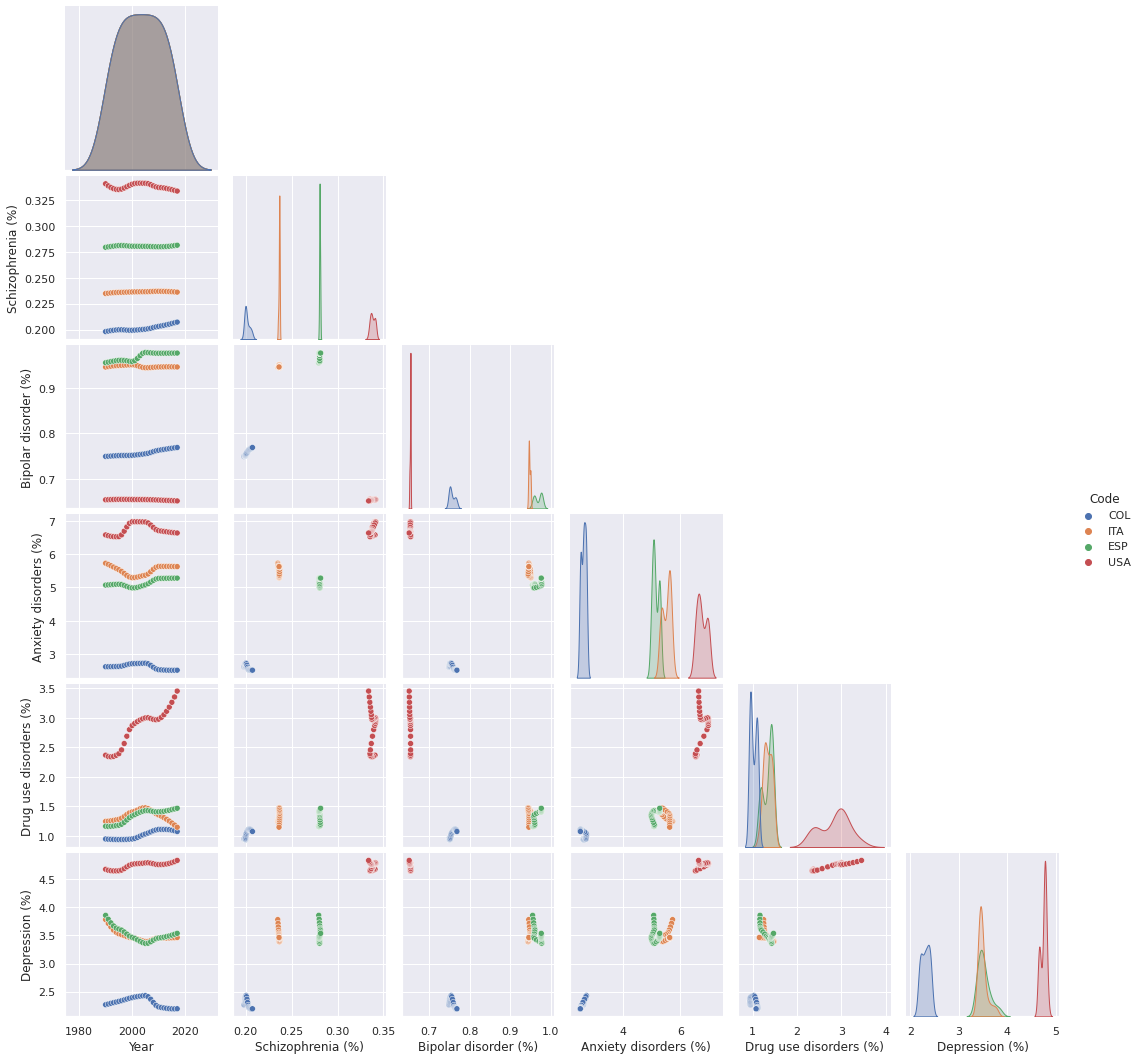 Schizophrenia (%)
0.325
0.300
0.275
0.250
0.225
0.200
Bipolar disorder (%)
0.9
0.8
0.7
Anxiety disorders (%)
7
6
5
4
3
Drug use disorders (%)
3.5
3.0
2.5
2.0
1.5
1.0
Depression (%)
4.5
4.0
3.5
3.0
2.5
1980 2000 2020
Year
0.20 0.25 0.30 0.35
Schizophrenia (%)
0.7 0.8 0.9 1.0
Bipolar disorder (%)
4 6
Anxiety disorders (%)
1 2 3 4
Drug use disorders (%)
2 3 4 5
Depression (%)
Code
COL
ITA
ESP
USA